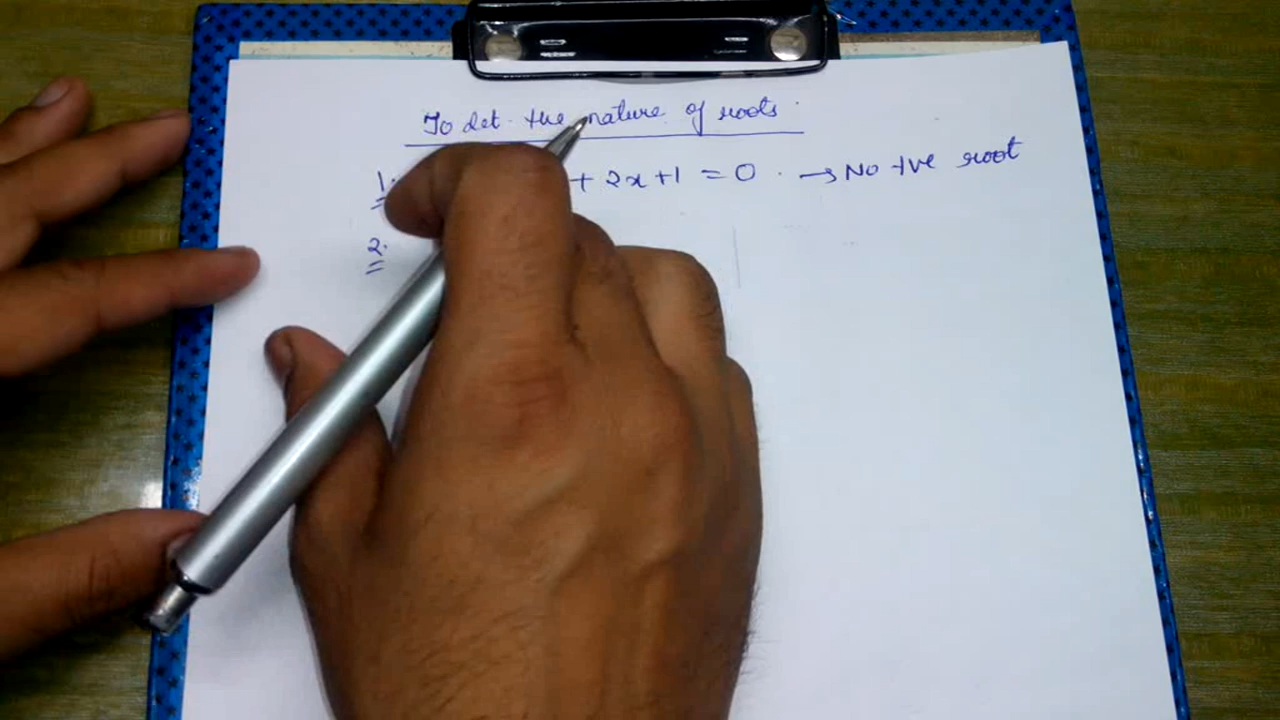 To det. the nature of roots.
1. + 2x + 1 = 0. → No +ve root
2.